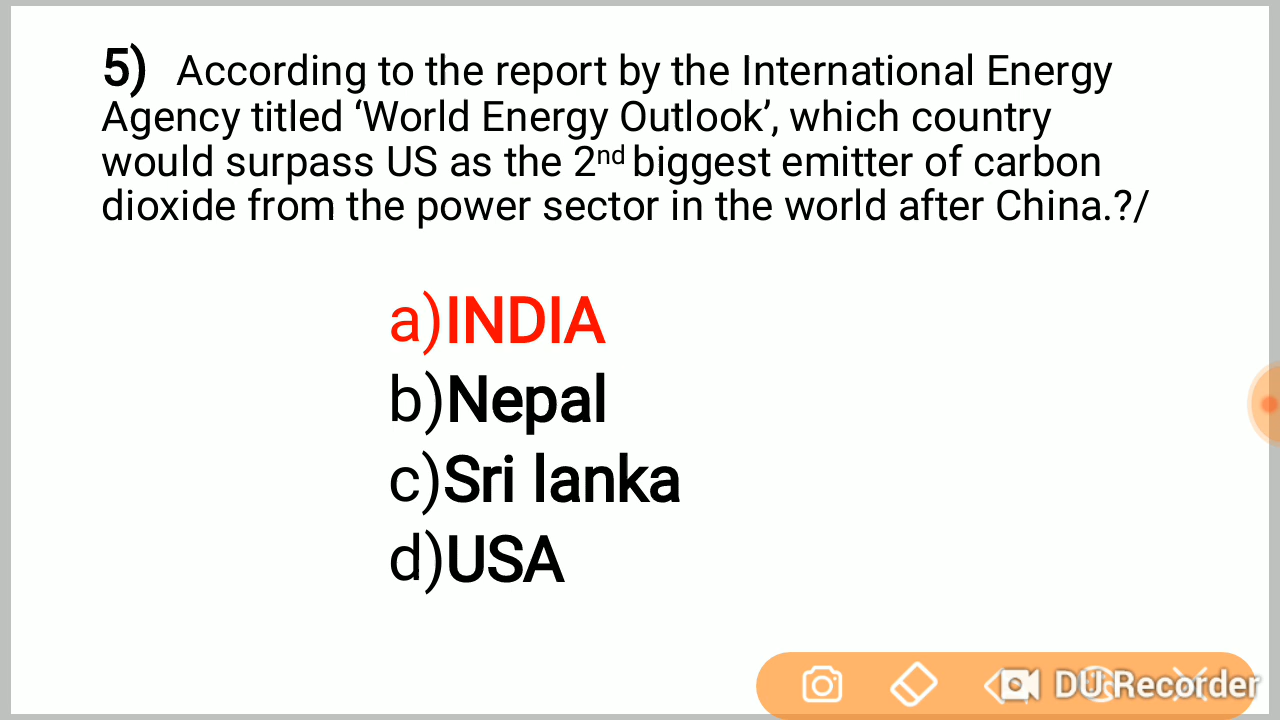 5) According to the report by the International Energy
Agency titled ‘World Energy Outlook’, which country
would surpass US as the 2nd biggest emitter of carbon
dioxide from the power sector in the world after China.?/
a)INDIA
b)Nepal
c)Sri lanka
d)USA
DU Recorder